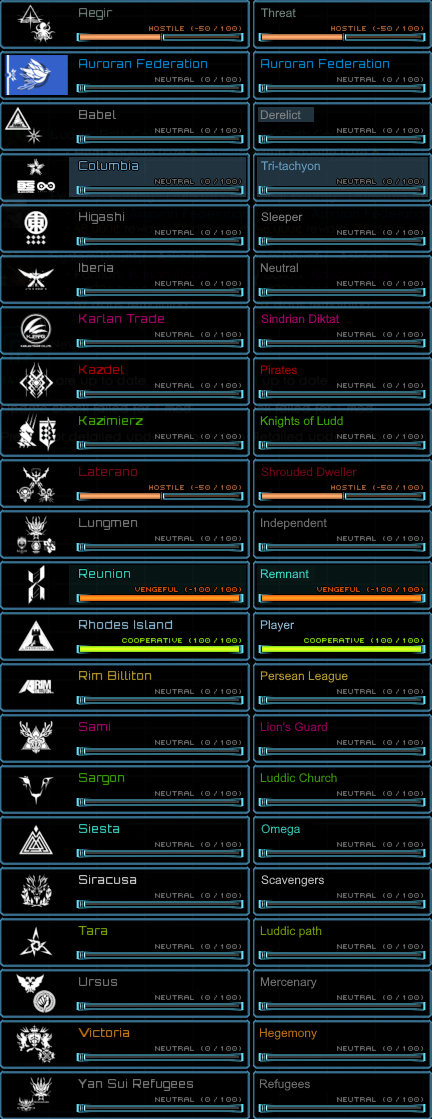 Aegir Threat
HOSTILE (-50/100) HOSTILE (-50/100)
Auroran Federation Auroran Federation
NEUTRAL (0/100) NEUTRAL (0/100)
Babel Derelict
NEUTRAL (0/100) NEUTRAL (0/100)
Columbia Tri-tachyon
NEUTRAL (0/100) NEUTRAL (0/100)
Higashi Sleeper
NEUTRAL (0/100) NEUTRAL (0/100)
Iberia Neutral
NEUTRAL (0/100) NEUTRAL (0/100)
Karlan Trade Sindrian Diktat
NEUTRAL (0/100) NEUTRAL (0/100)
Kazdel Pirates
NEUTRAL (0/100) NEUTRAL (0/100)
Kazimierz Knights of Ludd
NEUTRAL (0/100) NEUTRAL (0/100)
Laterano Shrouded Dweller
HOSTILE (-50/100) HOSTILE (-50/100)
Lungmen Independent
NEUTRAL (0/100) NEUTRAL (0/100)
Reunion Remnant
VENGEFUL (-100/100) VENGEFUL (-100/100)
Rhodes Island Player
COOPERATIVE (100/100) COOPERATIVE (100/100)
Rim Billiton Persean League
NEUTRAL (0/100) NEUTRAL (0/100)
Sami Lion's Guard
NEUTRAL (0/100) NEUTRAL (0/100)
Sargon Luddic Church
NEUTRAL (0/100) NEUTRAL (0/100)
Siesta Omega
NEUTRAL (0/100) NEUTRAL (0/100)
Siracusa Scavengers
NEUTRAL (0/100) NEUTRAL (0/100)
Tara Luddic path
NEUTRAL (0/100) NEUTRAL (0/100)
Ursus Mercenary
NEUTRAL (0/100) NEUTRAL (0/100)
Victoria Hegemony
NEUTRAL (0/100) NEUTRAL (0/100)
Yan Sui Refugees Refugees
NEUTRAL (0/100) NEUTRAL (0/100)